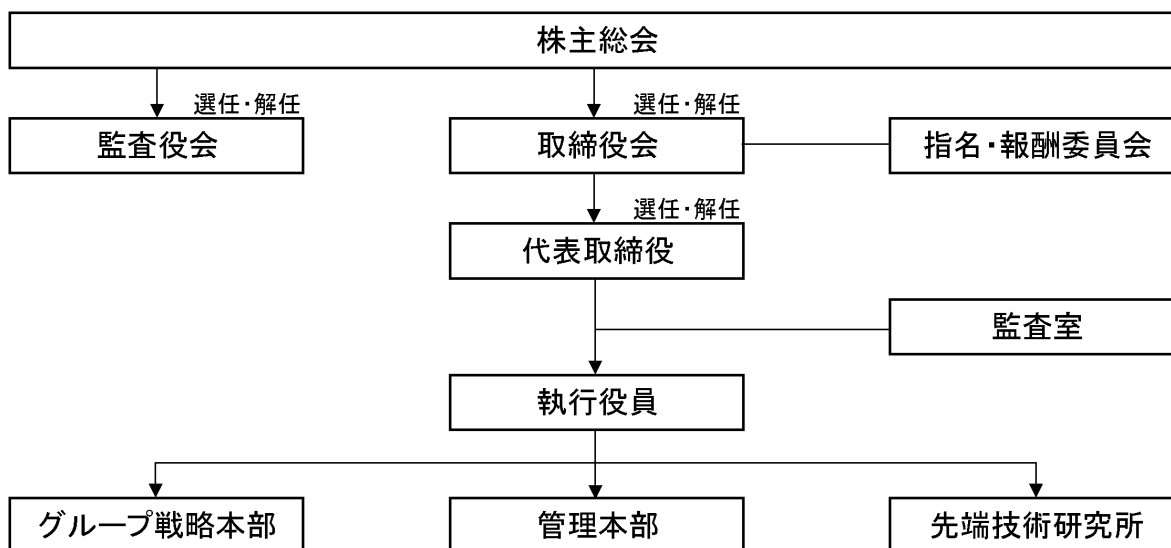 株主総会
選任・解任
選任・解任
監査役会
取締役会
指名・報酬委員会
選任・解任
代表取締役
監査室
執行役員
グループ戦略本部
管理本部
先端技術研究所